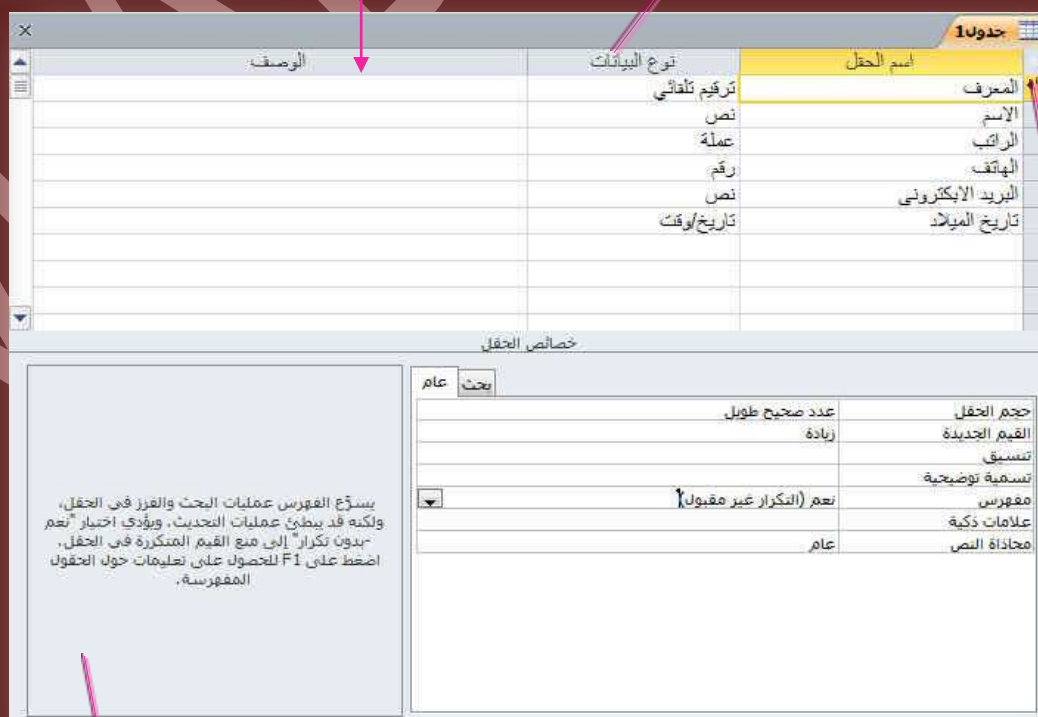 جدول1
اسم الحقل نوع البيانات الوصف
المعرف ترقيم تلقائي
الاسم نص
الراتب عملة
الهاتف رقم
البريد الايكتروني نص
تاريخ الميلاد تاريخ/وقت
خصائص الحقل
عام بحث
حجم الحقل عدد صحيح طويل
القيم الجديدة زيادة
تنسيق
تسمية توضيحية
مفهرس نعم (التكرار غير مقبول)
علامات ذكية
محاذاة النص عام
يسرّع الفهرس عمليات البحث والفرز في الحقل،
ولكنه قد يبطئ عمليات التحديث. ويؤدي اختيار "نعم
-بدون تكرار" إلى منع القيم المتكررة في الحقل.
اضغط على F1 للحصول على تعليمات حول الحقول
المفهرسة.